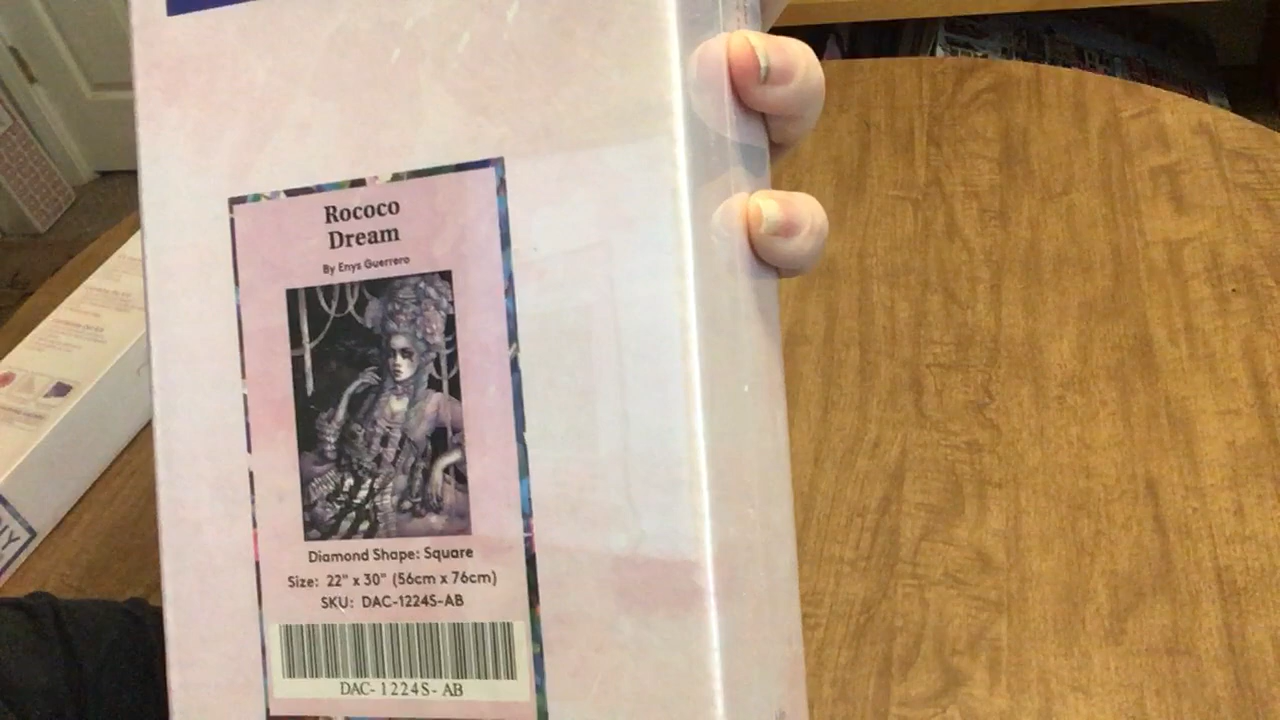 Rococo
Dream
By Enys Guerrero
Diamond Shape: Square
Size: 22" x 30" (56cm x 76cm)
SKU: DAC-1224S-AB
DAC-1224S-AB
DIY